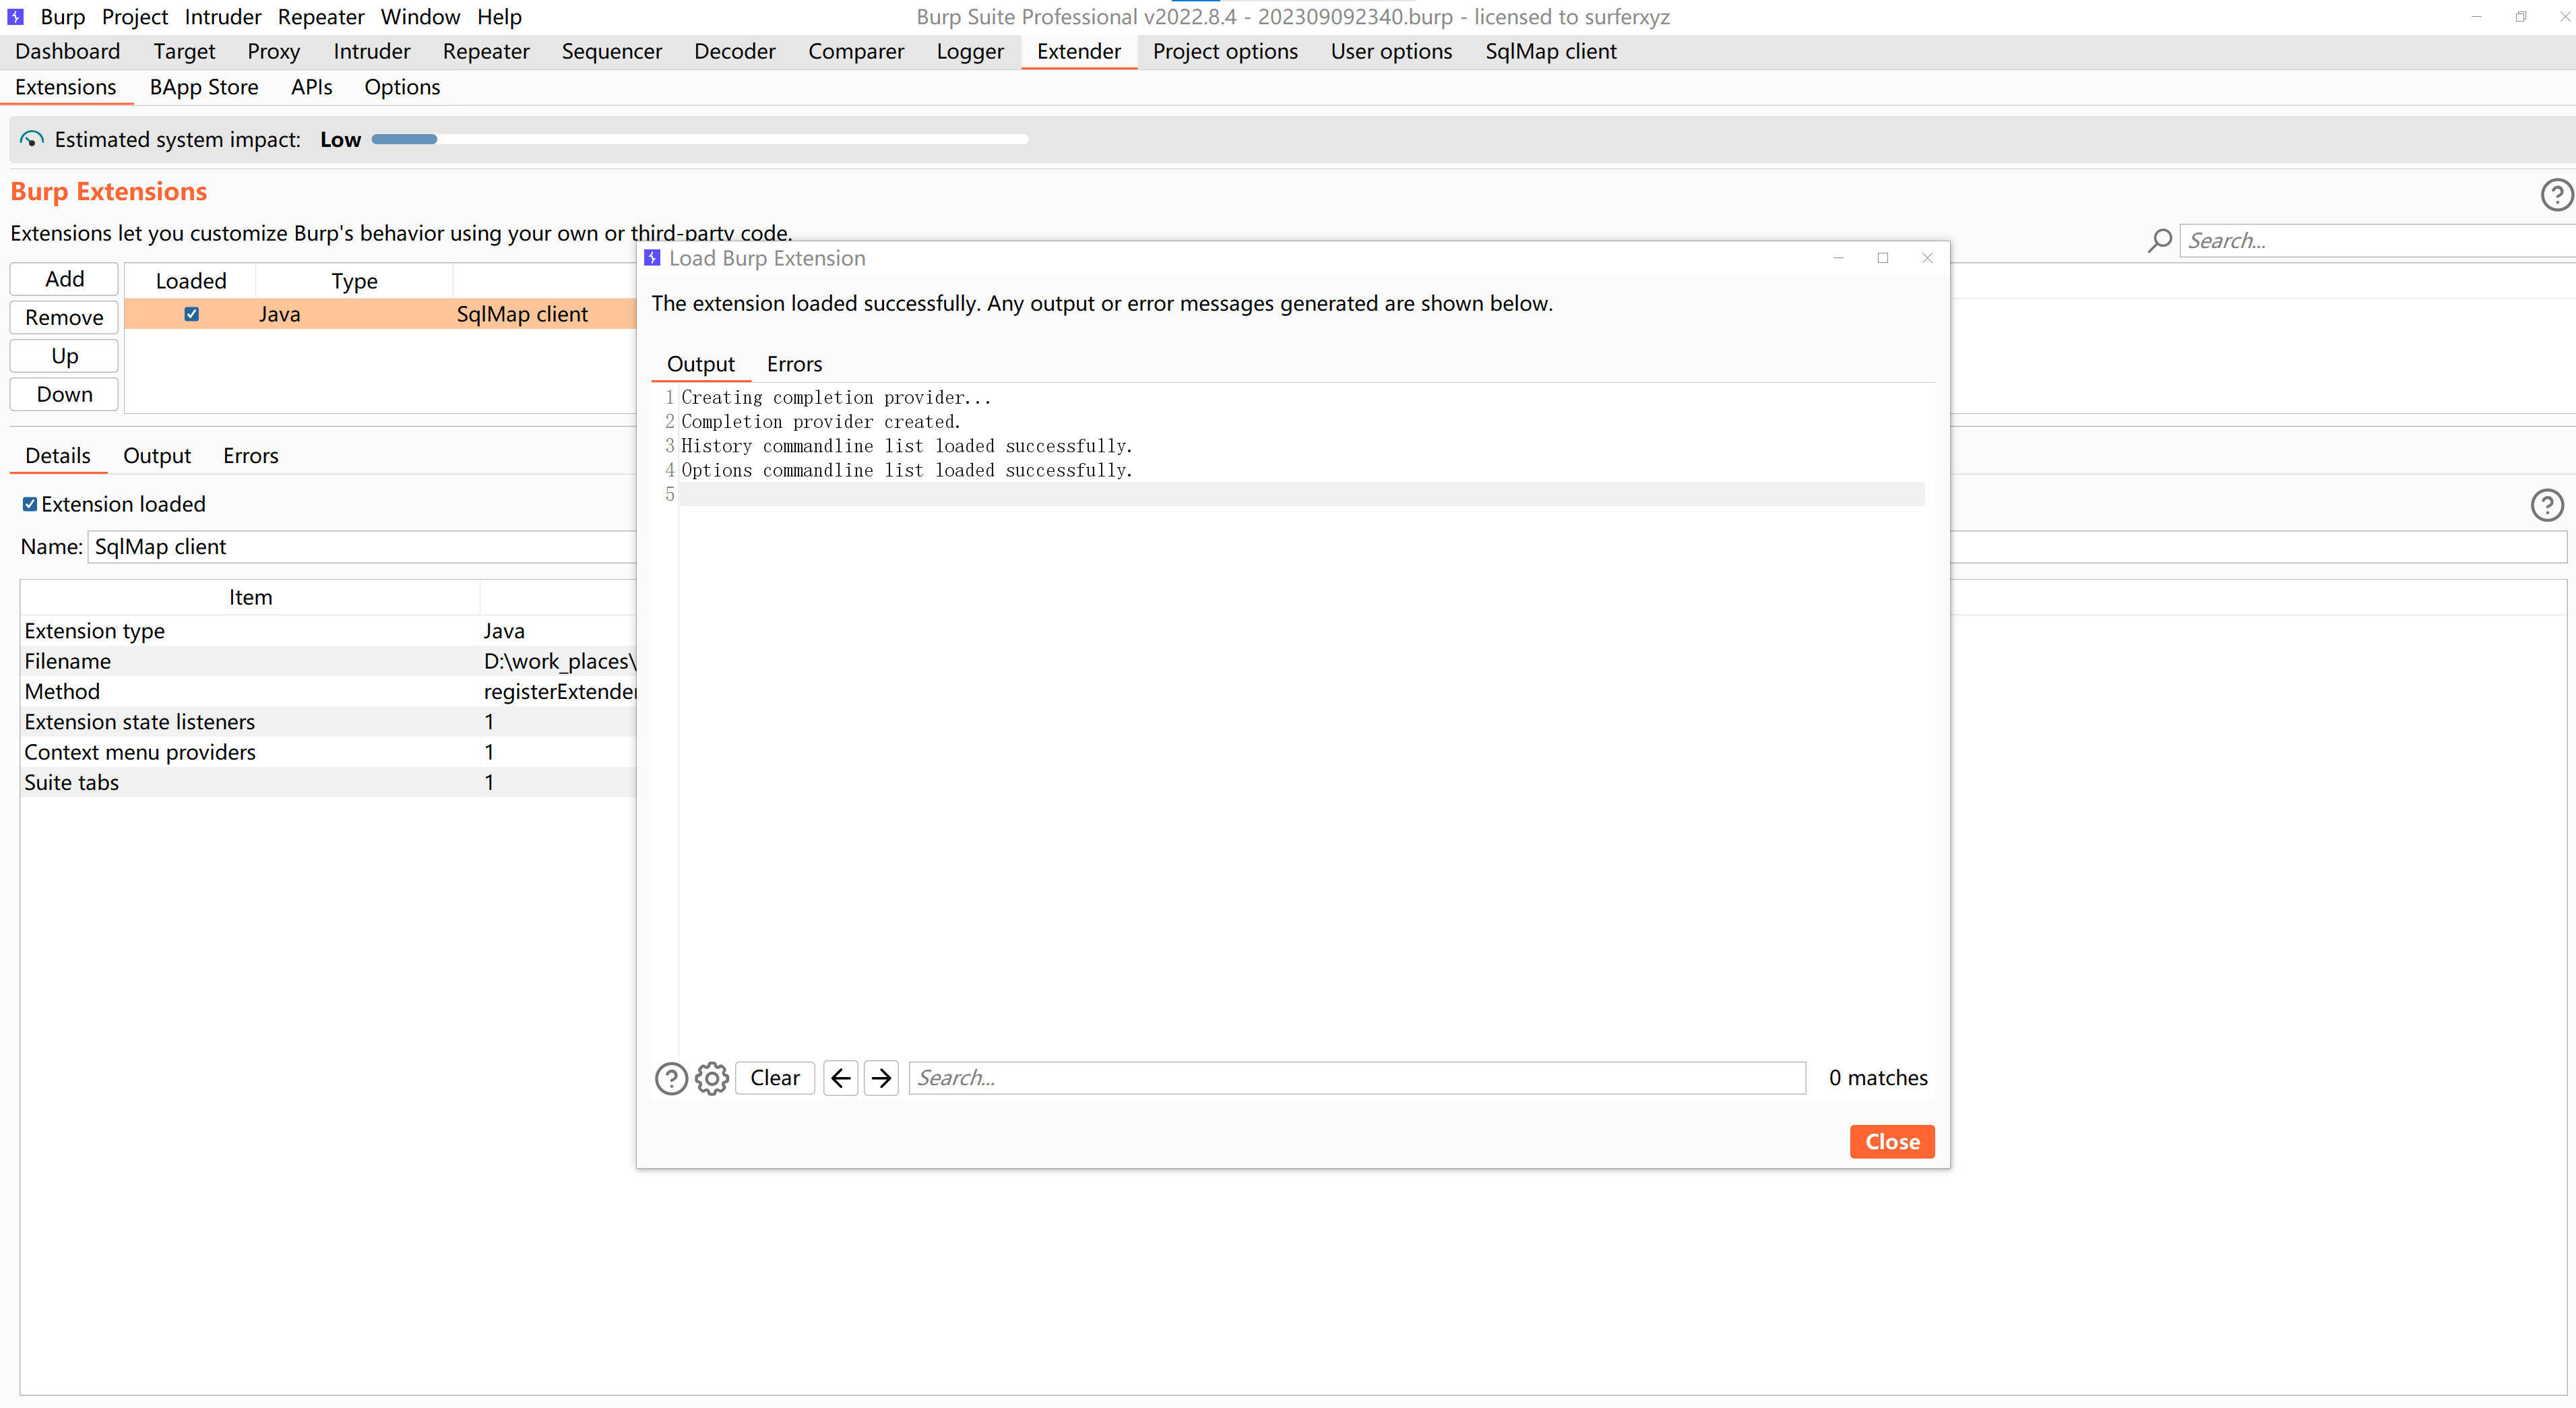 Burp Project Intruder Repeater Window Help
Burp Suite Professional v2022.8.4 - 202309092340.burp - licensed to surferxyz
Dashboard Target Proxy Intruder Repeater Sequencer Decoder Comparer Logger Extender Project options User options SqlMap client
Extensions BApp Store APIs Options
Estimated system impact: Low
Burp Extensions
Extensions let you customize Burp's behavior using your own or third-party code.
Search...
Add
Remove
Up
Down
Loaded Type
Java SqlMap client
Details Output Errors
Extension loaded
Name: SqlMap client
Item
Extension type Java
Filename D:\work_places\
Method registerExtender
Extension state listeners 1
Context menu providers 1
Suite tabs 1
Load Burp Extension
The extension loaded successfully. Any output or error messages generated are shown below.
Output Errors
1 Creating completion provider...
2 Completion provider created.
3 History commandline list loaded successfully.
4 Options commandline list loaded successfully.
5
Clear Search... 0 matches
Close